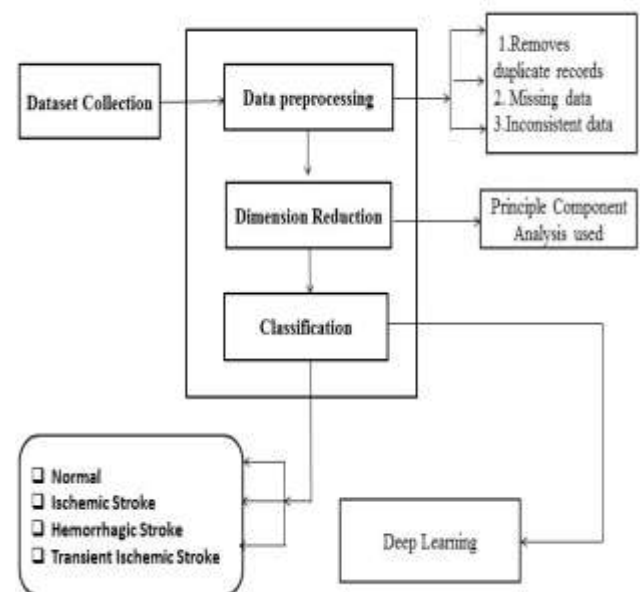 Dataset Collection
Data preprocessing
1.Removes
duplicate records
2. Missing data
3.Inconsistent data
Dimension Reduction
Principle Component
Analysis used
Classification
❑ Normal
❑ Ischemic Stroke
❑ Hemorrhagic Stroke
❑ Transient Ischemic Stroke
Deep Learning